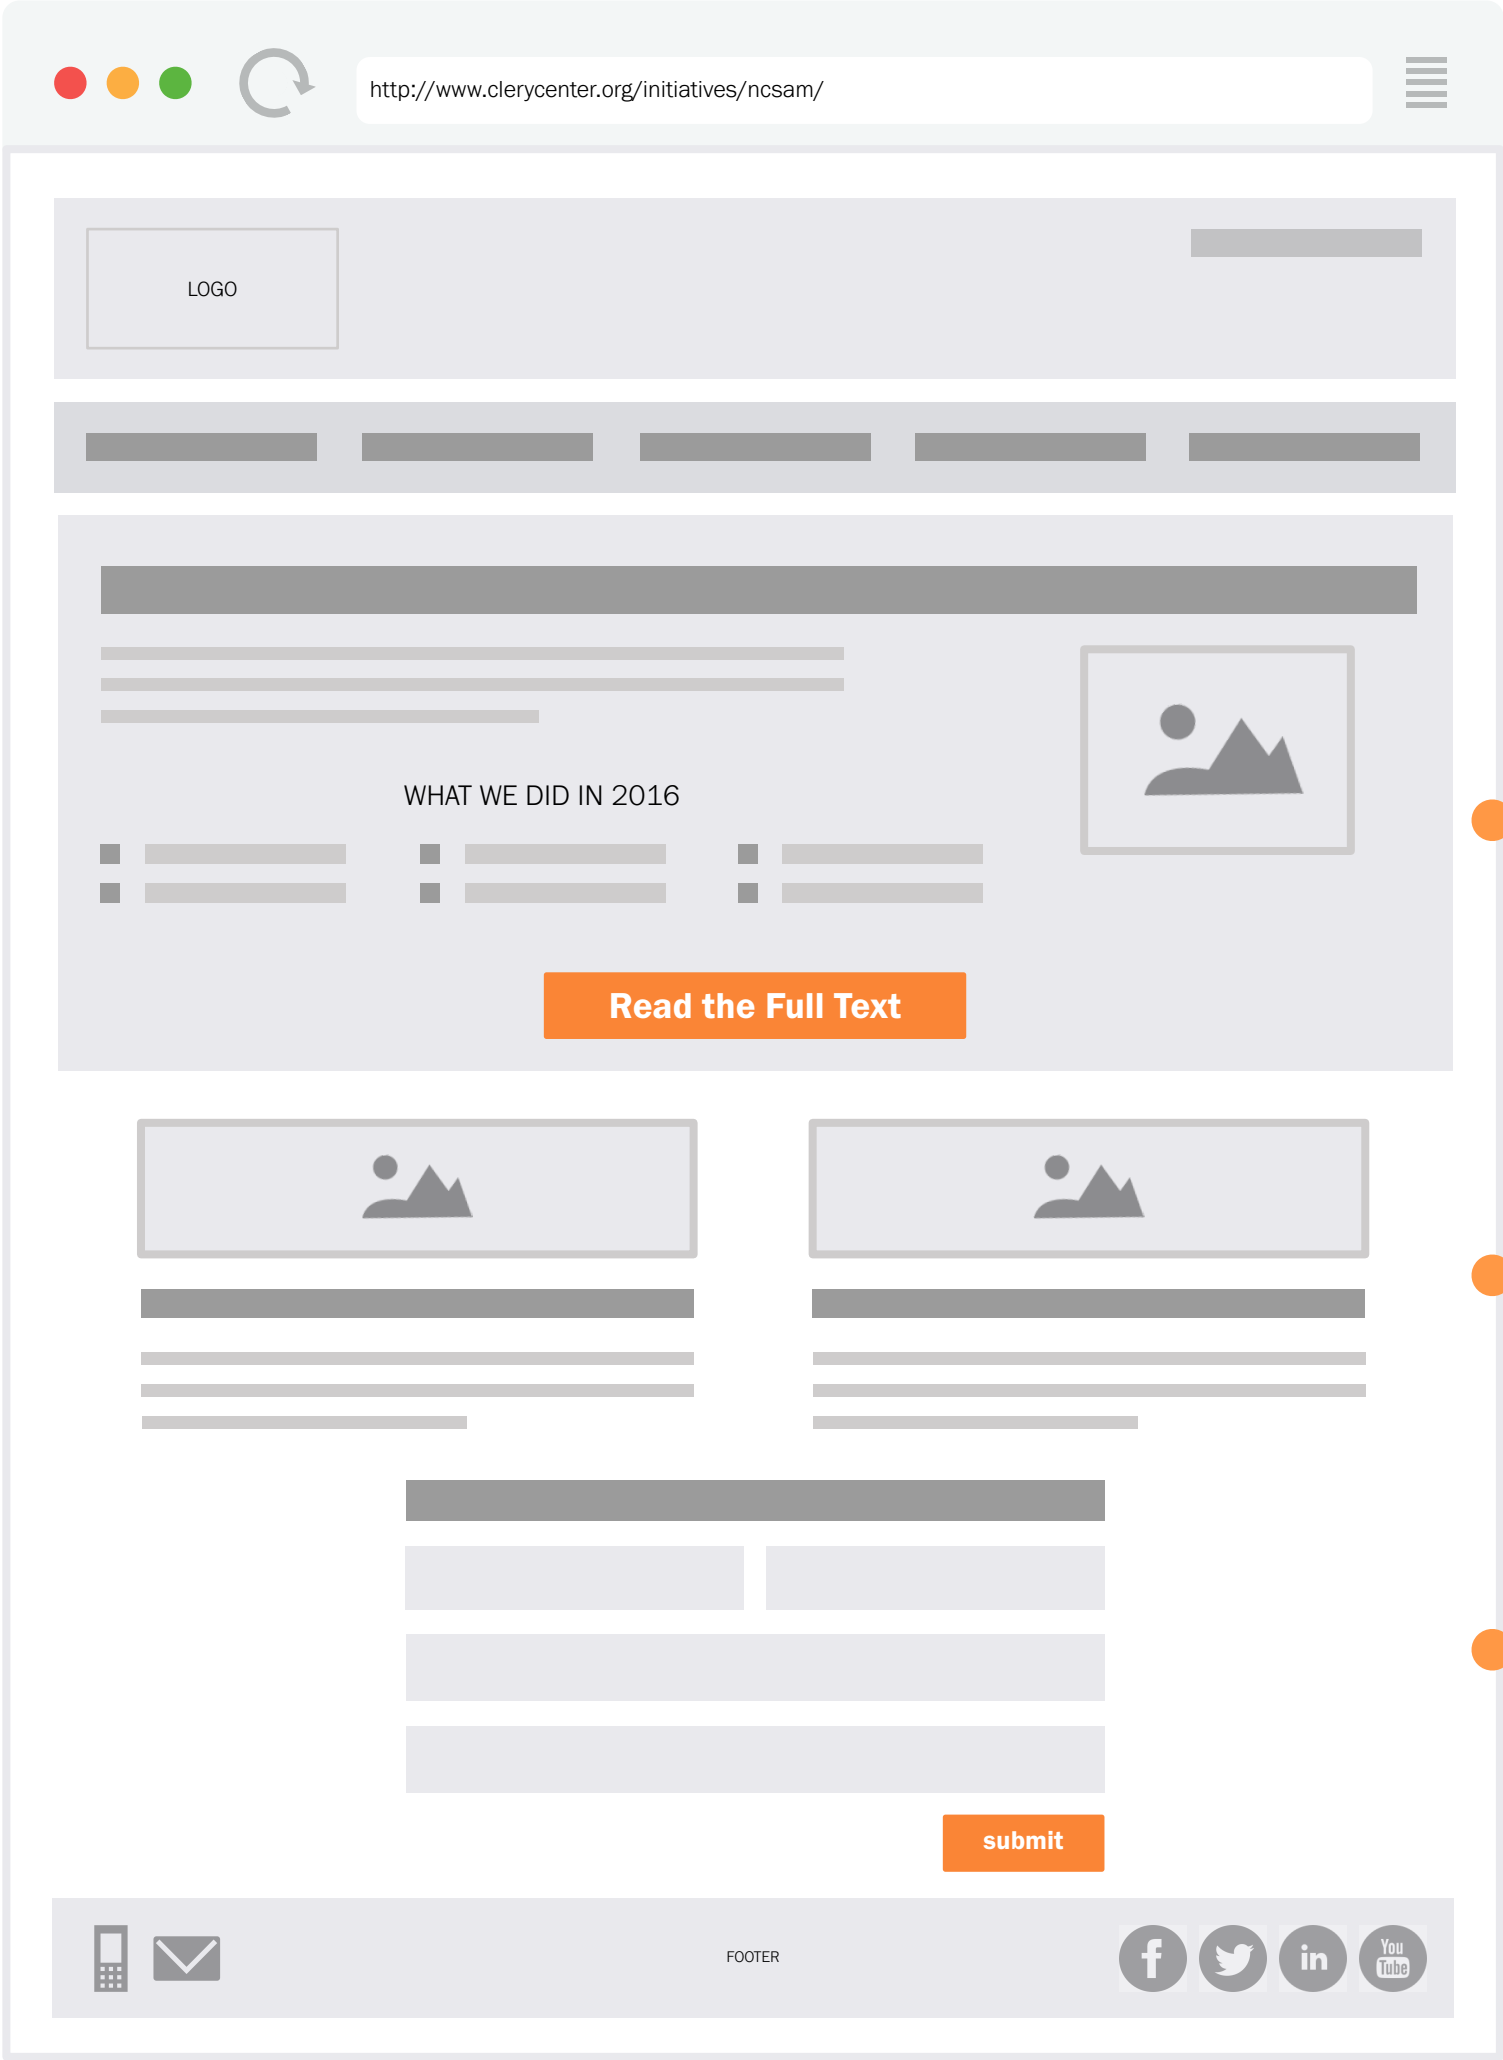 http://www.clerycenter.org/initiatives/ncsam/
LOGO
WHAT WE DID IN 2016
Read the Full Text
submit
FOOTER
f
in
You
Tube